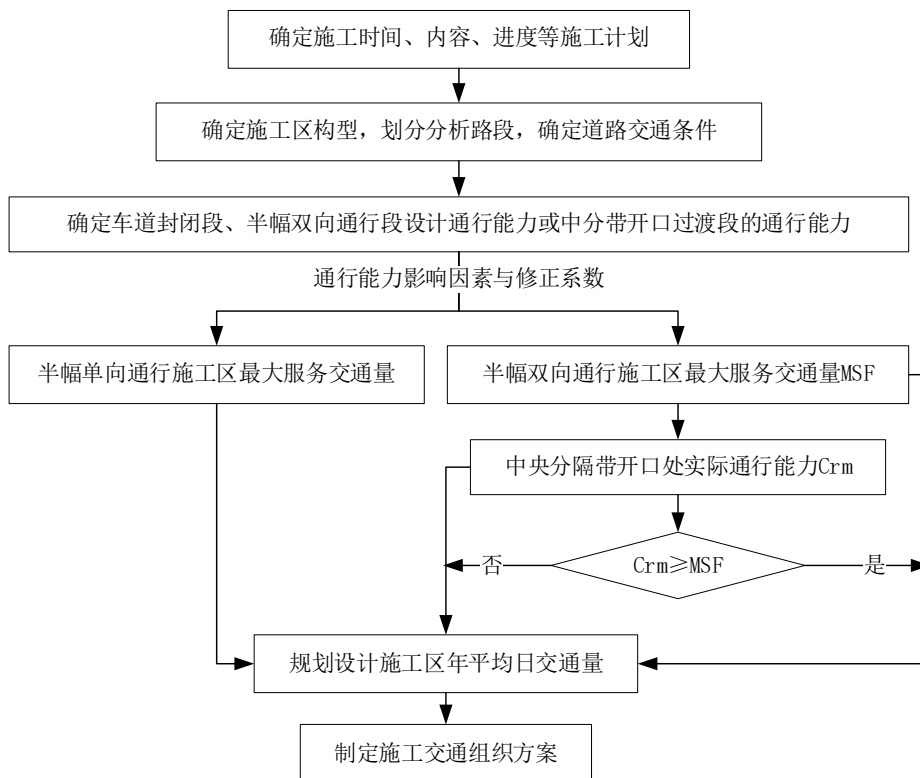 确定施工时间、内容、进度等施工计划
确定施工区构型，划分分析路段，确定道路交通条件
确定车道封闭段、半幅双向通行段设计通行能力或中分带开口过渡段的通行能力
通行能力影响因素与修正系数
半幅单向通行施工区最大服务交通量
半幅双向通行施工区最大服务交通量MSF
中央分隔带开口处实际通行能力Crm
否
Crm≥MSF
是
规划设计施工区年平均日交通量
制定施工交通组织方案